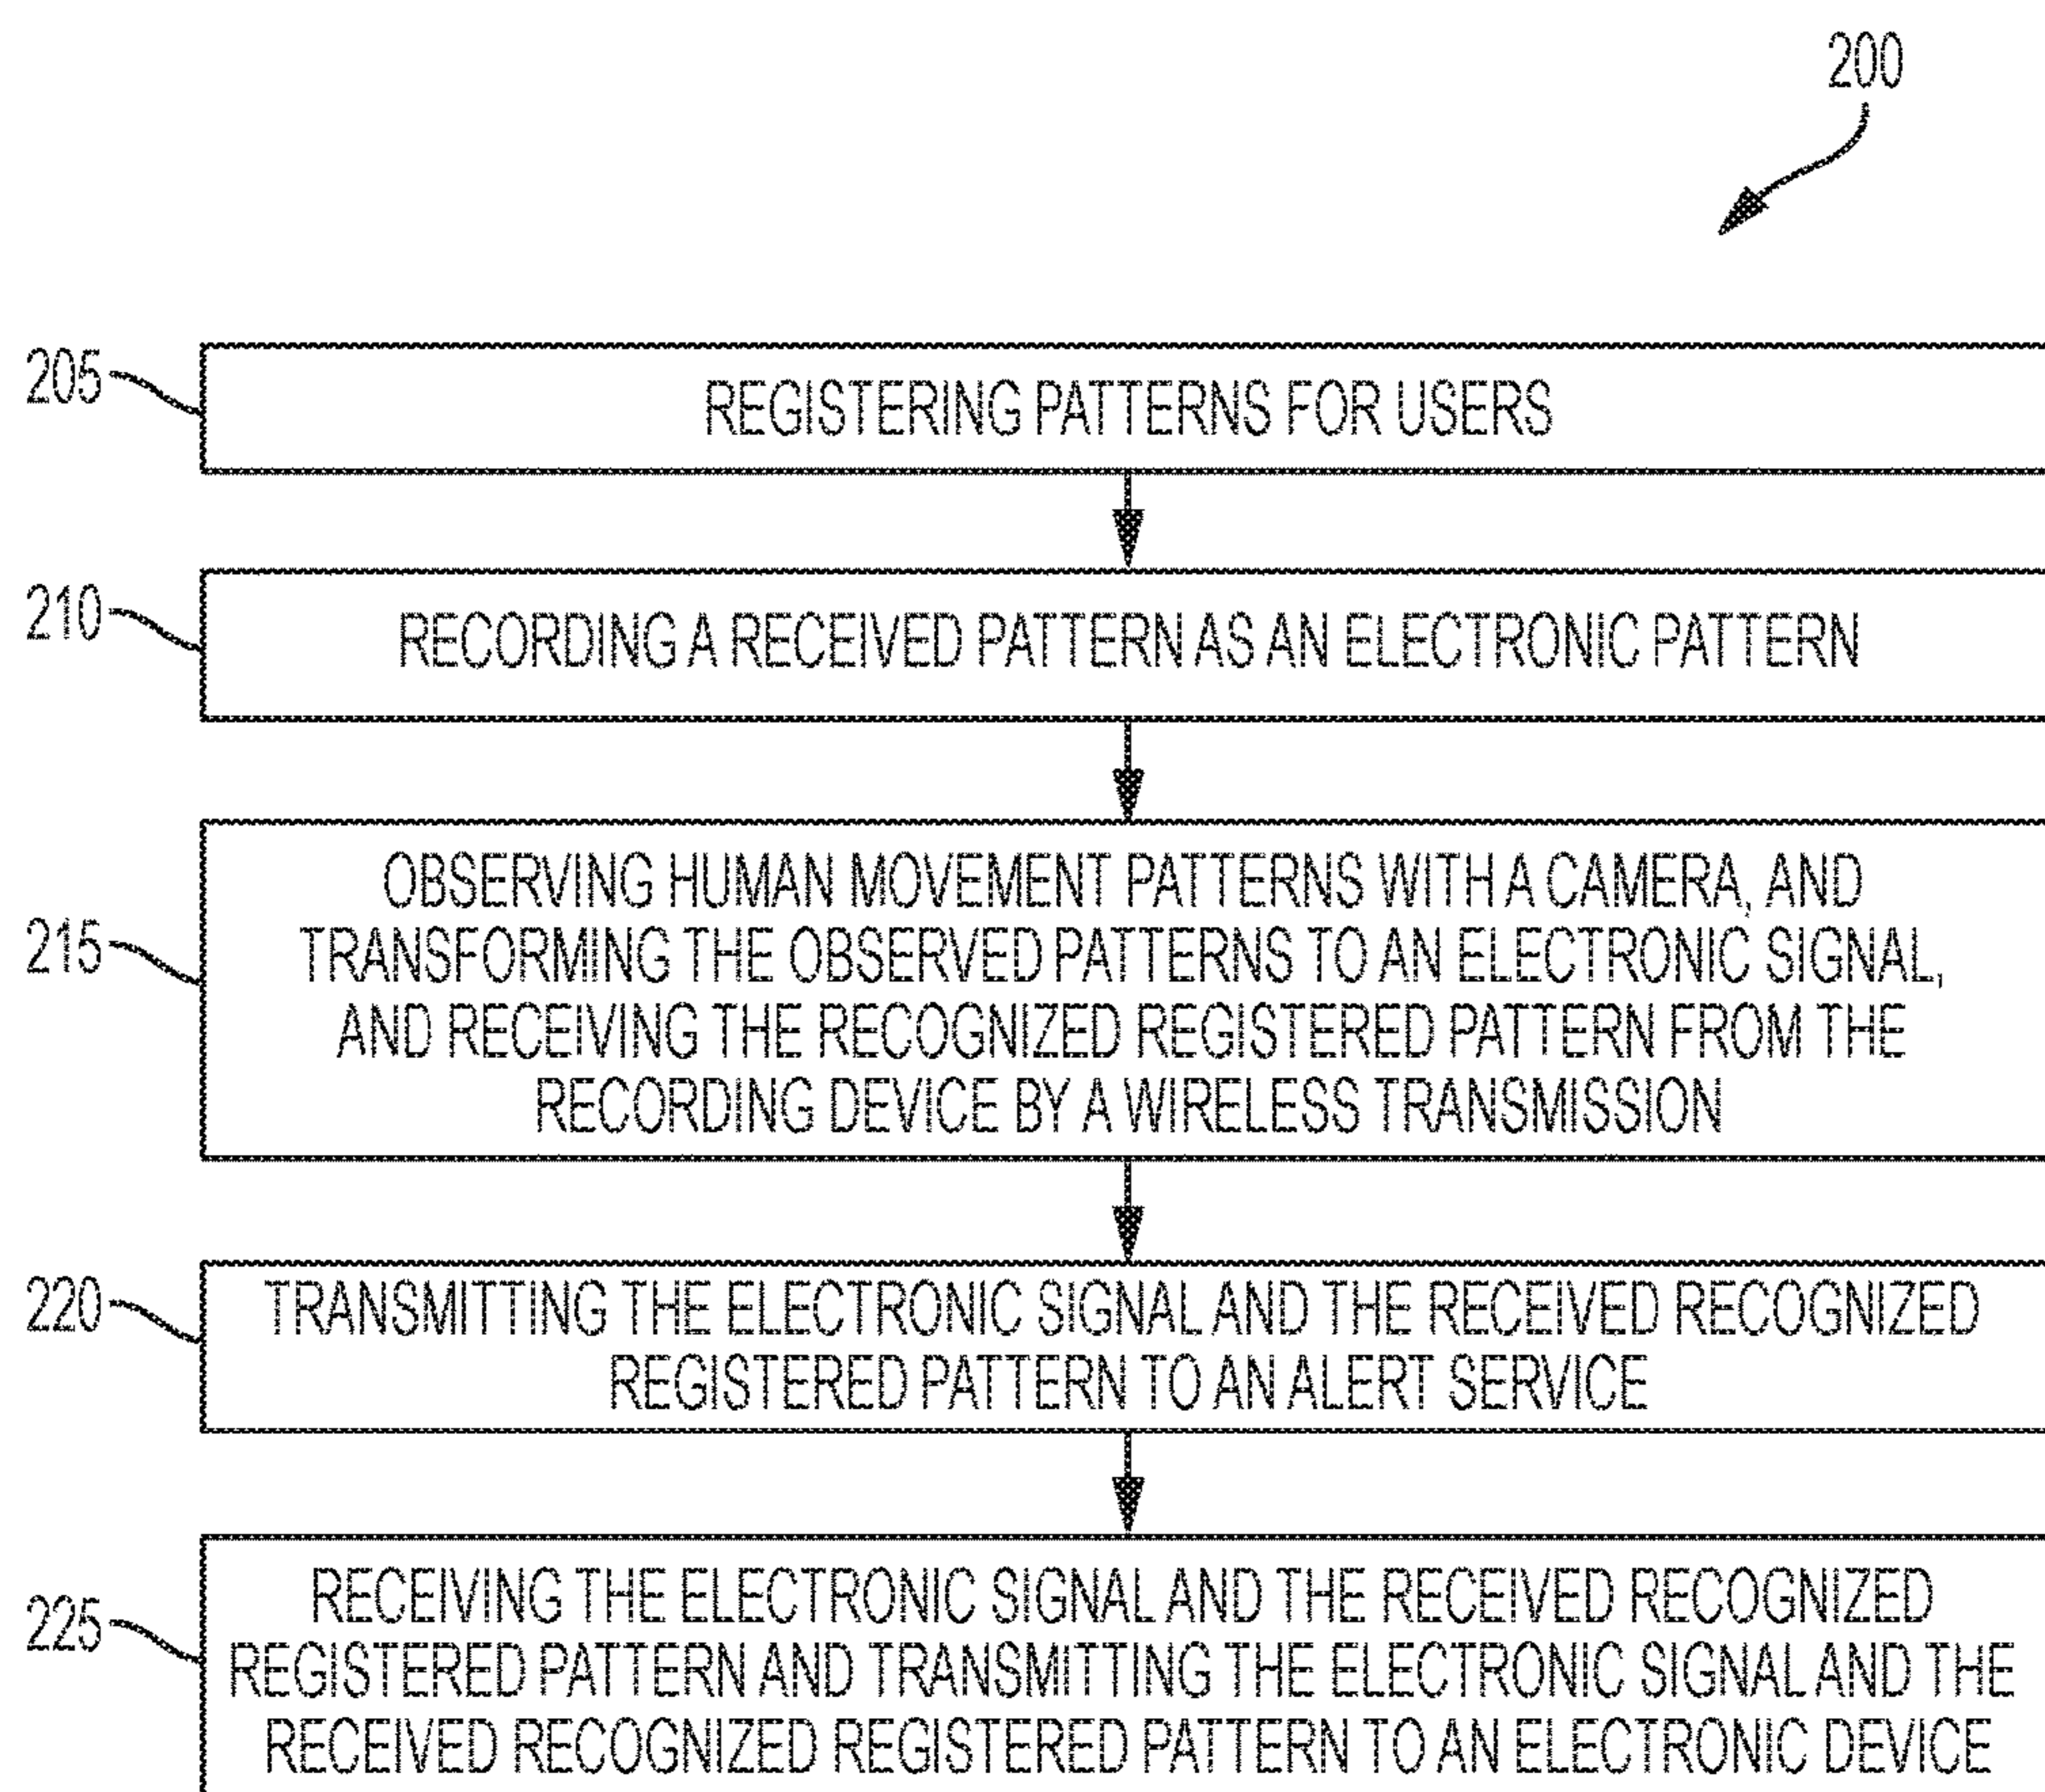 200
205
REGISTERING PATTERNS FOR USERS
210
RECORDING A RECEIVED PATTERN AS AN ELECTRONIC PATTERN
215
OBSERVING HUMAN MOVEMENT PATTERNS WITH A CAMERA, AND
TRANSFORMING THE OBSERVED PATTERNS TO AN ELECTRONIC SIGNAL,
AND RECEIVING THE RECOGNIZED REGISTERED PATTERN FROM THE
RECORDING DEVICE BY A WIRELESS TRANSMISSION
220
TRANSMITTING THE ELECTRONIC SIGNAL AND THE RECEIVED RECOGNIZED
REGISTERED PATTERN TO AN ALERT SERVICE
225
RECEIVING THE ELECTRONIC SIGNAL AND THE RECEIVED RECOGNIZED
REGISTERED PATTERN AND TRANSMITTING THE ELECTRONIC SIGNAL AND THE
RECEIVED RECOGNIZED REGISTERED PATTERN TO AN ELECTRONIC DEVICE